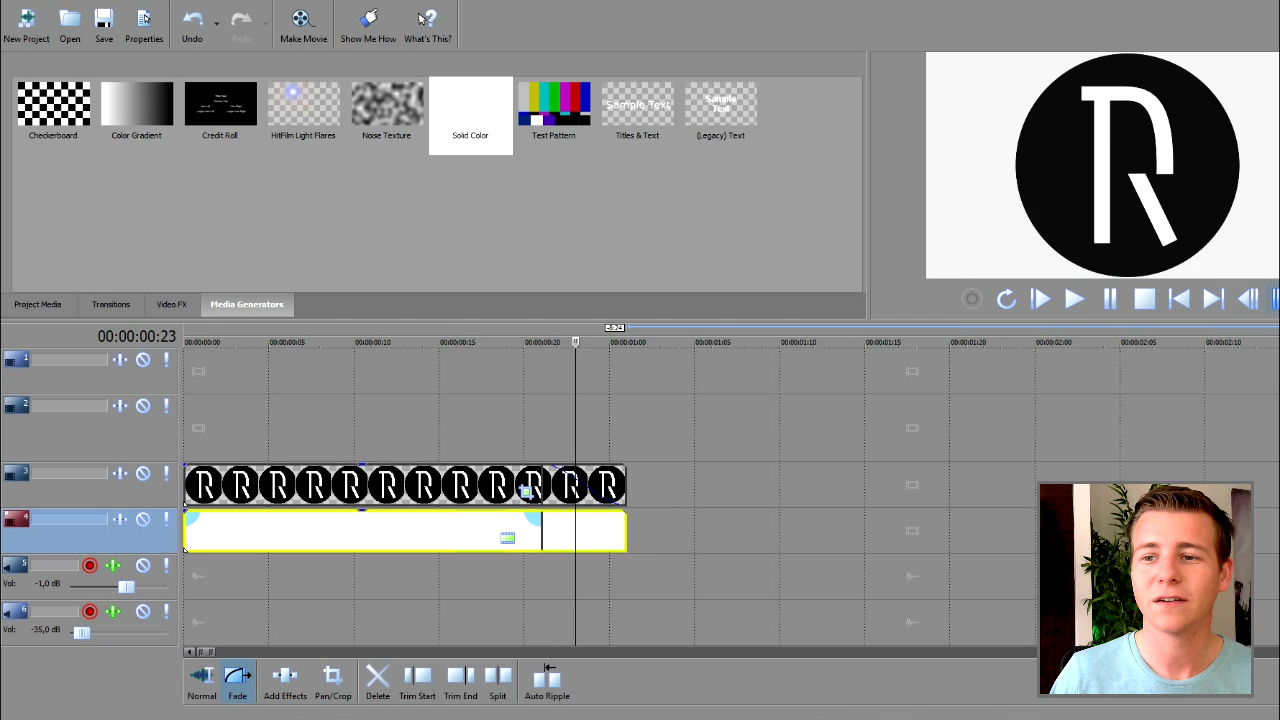 New Project Open Save Properties Undo Redo Make Movie Show Me How What's This?
Sample Text
Sample
Text
Checkerboard Color Gradient Credit Roll HitFilm Light Flares Noise Texture Solid Color Test Pattern Titles & Text (Legacy) Text
R
Project Media Transitions Video FX Media Generators
00:00:00:23
00:00:00:00 00:00:00:05 00:00:00:10 00:00:00:15 00:00:00:20 00:00:01:00 00:00:01:05 00:00:01:10 00:00:01:15 00:00:01:20 00:00:02:00 00:00:02:05 00:00:02:10
1
2
3
R R R R R R R R R R R R
4
5
Vol: -1,0 dB
6
Vol: -35,0 dB
Normal Fade Add Effects Pan/Crop Delete Trim Start Trim End Split Auto Ripple